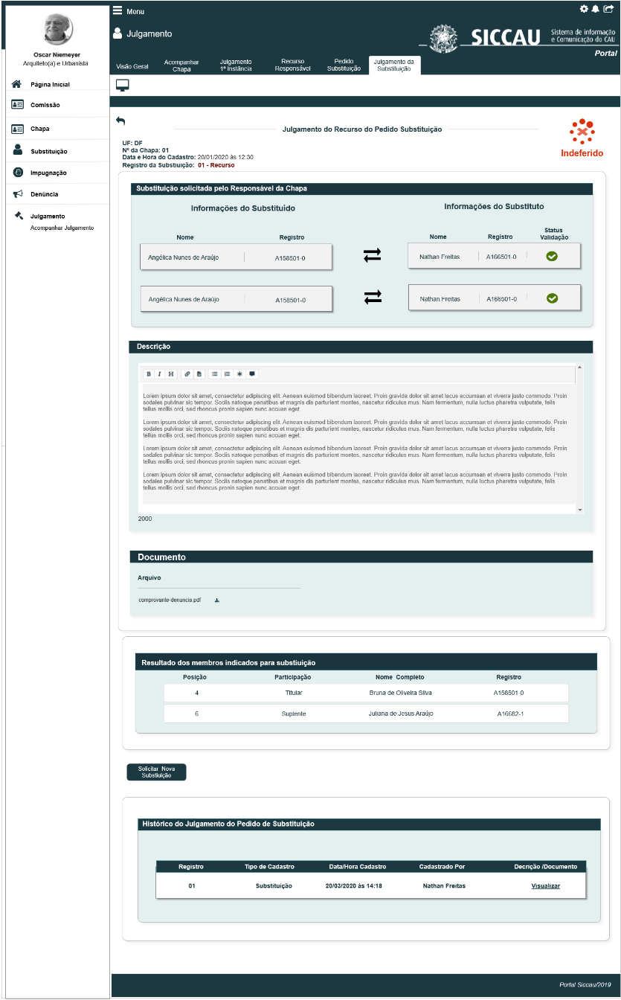 Menu
Julgamento
SICCAU
Sistema de informação
e Comunicação do CAU
Portal
Visão Geral
Acompanhar
Chapa
Julgamento
1ª Instância
Recurso
Responsável
Pedido
Substituição
Julgamento da
Substituição
Oscar Niemeyer
Arquiteto(a) e Urbanista
Página Inicial
Comissão
Chapa
Substituição
Impugnação
Denúncia
Julgamento
Acompanhar Julgamento
Julgamento do Recurso do Pedido Substituição
Indeferido
UF: DF
Nº da Chapa: 01
Data e Hora do Cadastro: 20/01/2020 às 12:30
Registro da Substiuição: 01 - Recurso
Substituição solicitada pelo Responsável da Chapa
Informações do Substituído
Informações do Substituto
Nome Registro
Nome Registro Status
Validação
Angélica Nunes de Araújo A158501-0 Nathan Freitas A166501-0
Angélica Nunes de Araújo A158501-0 Nathan Freitas A166501-0
Descrição
B I H
Lorem ipsum dolor sit amet, consectetur adipiscing elit. Aenean euismod bibendum laoreet. Proin gravida dolor sit amet lacus accumsan et viverra justo commodo. Proin
sodales pulvinar sic tempor. Sociis natoque penatibus et magnis dis parturient montes, nascetur ridiculus mus. Nam fermentum, nulla luctus pharetra vulputate, felis
tellus mollis orci, sed rhoncus pronin sapien nunc accuan eget.
Lorem ipsum dolor sit amet, consectetur adipiscing elit. Aenean euismod bibendum laoreet. Proin gravida dolor sit amet lacus accumsan et viverra justo commodo. Proin
sodales pulvinar sic tempor. Sociis natoque penatibus et magnis dis parturient montes, nascetur ridiculus mus. Nam fermentum, nulla luctus pharetra vulputate, felis
tellus mollis orci, sed rhoncus pronin sapien nunc accuan eget.
Lorem ipsum dolor sit amet, consectetur adipiscing elit. Aenean euismod bibendum laoreet. Proin gravida dolor sit amet lacus accumsan et viverra justo commodo. Proin
sodales pulvinar sic tempor. Sociis natoque penatibus et magnis dis parturient montes, nascetur ridiculus mus. Nam fermentum, nulla luctus pharetra vulputate, felis
tellus mollis orci, sed rhoncus pronin sapien nunc accuan eget.
Lorem ipsum dolor sit amet, consectetur adipiscing elit. Aenean euismod bibendum laoreet. Proin gravida dolor sit amet lacus accumsan et viverra justo commodo. Proin
sodales pulvinar sic tempor. Sociis natoque penatibus et magnis dis parturient montes, nascetur ridiculus mus. Nam fermentum, nulla luctus pharetra vulputate, felis
tellus mollis orci, sed rhoncus pronin sapien nunc accuan eget.
2000
Documento
Arquivo
comprovante-denuncia.pdf
Resultado dos membros indicados para substiuição
Posição Participação Nome Completo Registro
4 Titular Bruna de Oliveira Silva A158501-0
6 Suplente Juliana de Jesus Araújo A16682-1
Solicitar Nova
Substiuição
Histórico do Julgamento do Pedido de Substituição
Registro Tipo de Cadastro Data/Hora Cadastro Cadastrado Por Decrição /Documento
01 Substituição 20/03/2020 às 14:18 Nathan Freitas Visualizar
Portal Siccau/2019